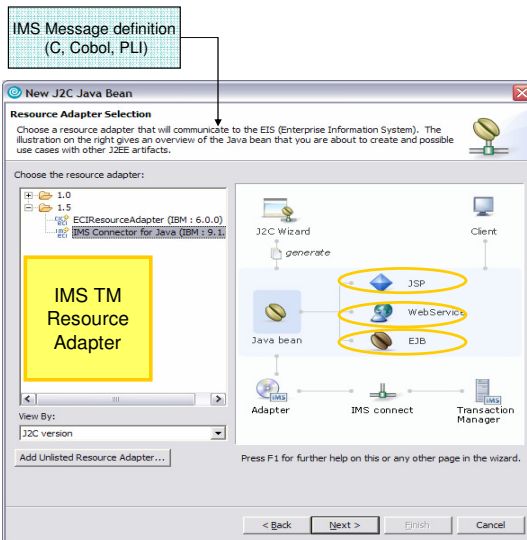 IMS Message definition
(C, Cobol, PLI)
New J2C Java Bean
Resource Adapter Selection
Choose a resource adapter that will communicate to the EIS (Enterprise Information System). The
illustration on the right gives an overview of the Java bean that you are about to create and possible
use cases with other J2EE artifacts.
Choose the resource adapter:
1.0
1.5
ECIResourceAdapter (IBM : 6.0.0)
IMS Connector for Java (IBM : 9.1.
IMS TM
Resource
Adapter
View By:
J2C version
Add Unlisted Resource Adapter...
J2C Wizard
Client
generate
JSP
WebService
EJB
Java bean
IMS
IMS
Adapter
IMS connect
Transaction
Manager
Press F1 for further help on this or any other page in the wizard.
< Back
Next >
Finish
Cancel